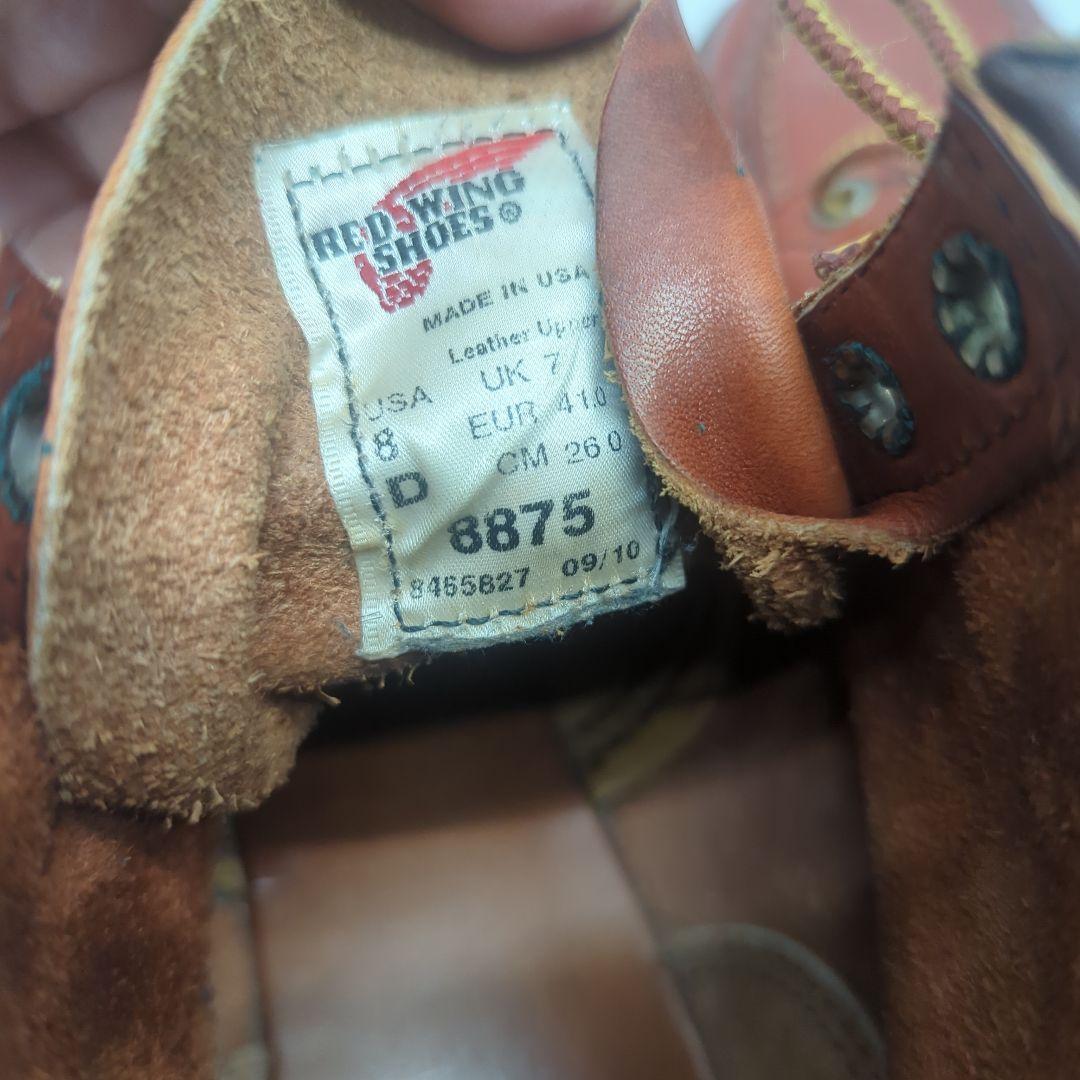 RED WING
SHOES®
MADE IN USA
Leather Upper
USA UK 7
8 EUR 41.0
D CM 26 0
8875
8465827 09/10